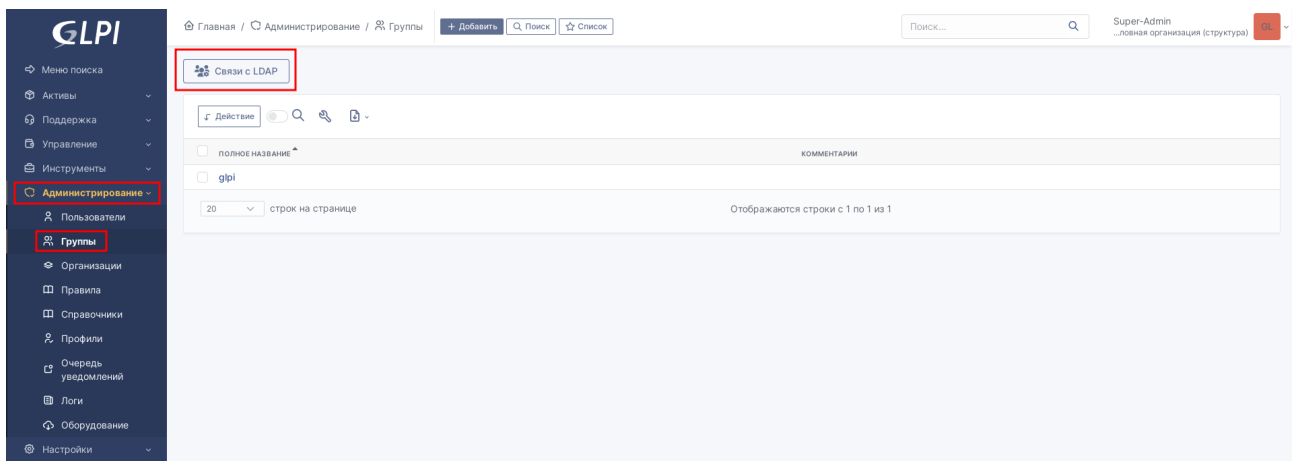 GLPI
Главная / Администрирование / Группы
+ Добавить
Поиск
Список
Поиск...
Super-Admin
...ловная организация (структура)
GL
Меню поиска
Активы
Поддержка
Управление
Инструменты
Администрирование
Пользователи
Группы
Организации
Правила
Справочники
Профили
Очередь
уведомлений
Логи
Оборудование
Настройки
Связи с LDAP
Действие
ПОЛНОЕ НАЗВАНИЕ
КОММЕНТАРИИ
glpi
20 строк на странице
Отображаются строки с 1 по 1 из 1